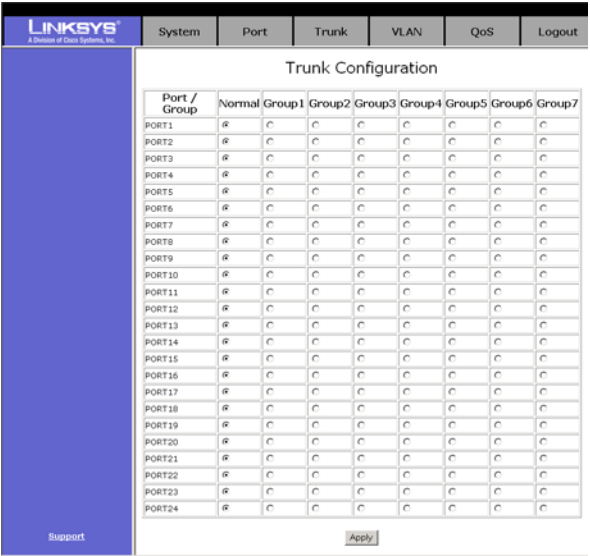 LINKSYS®
A Division of Cisco Systems, Inc.
System Port Trunk VLAN QoS Logout
Trunk Configuration
Port / Group Normal Group1 Group2 Group3 Group4 Group5 Group6 Group7
PORT1
PORT2
PORT3
PORT4
PORT5
PORT6
PORT7
PORT8
PORT9
PORT10
PORT11
PORT12
PORT13
PORT14
PORT15
PORT16
PORT17
PORT18
PORT19
PORT20
PORT21
PORT22
PORT23
PORT24
Support
Apply